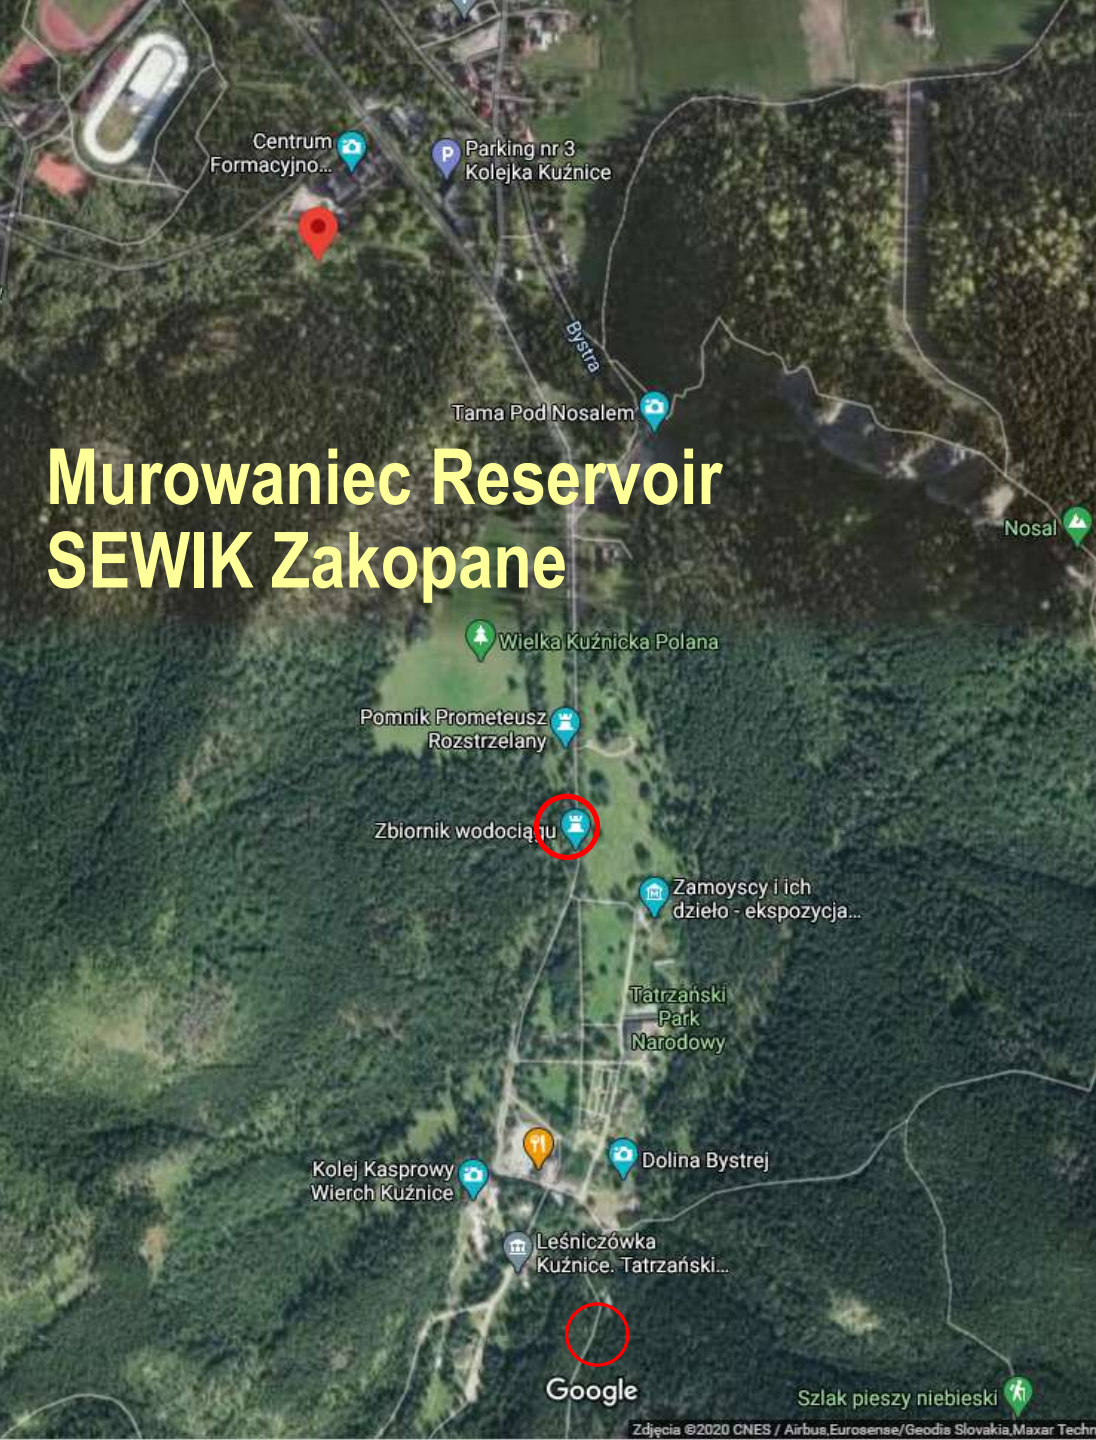 Centrum
Formacyjno...
P
Parking nr 3
Kolejka Kuźnice
Bystra
Tama Pod Nosalem
Murowaniec Reservoir
SEWIK Zakopane
Nosal
Wielka Kuźnicka Polana
Pomnik Prometeusz
Rozstrzelany
Zbiornik wodociągu
Zamoyscy i ich
dzieło - ekspozycja...
Tatrzański
Park
Narodowy
Dolina Bystrej
Kolej Kasprowy
Wierch Kuźnice
Leśniczówka
Kuźnice. Tatrzański...
Google
Szlak pieszy niebieski
Zdjęcia ©2020 CNES / Airbus,Eurosense/Geodis Slovakia,Maxar Techn